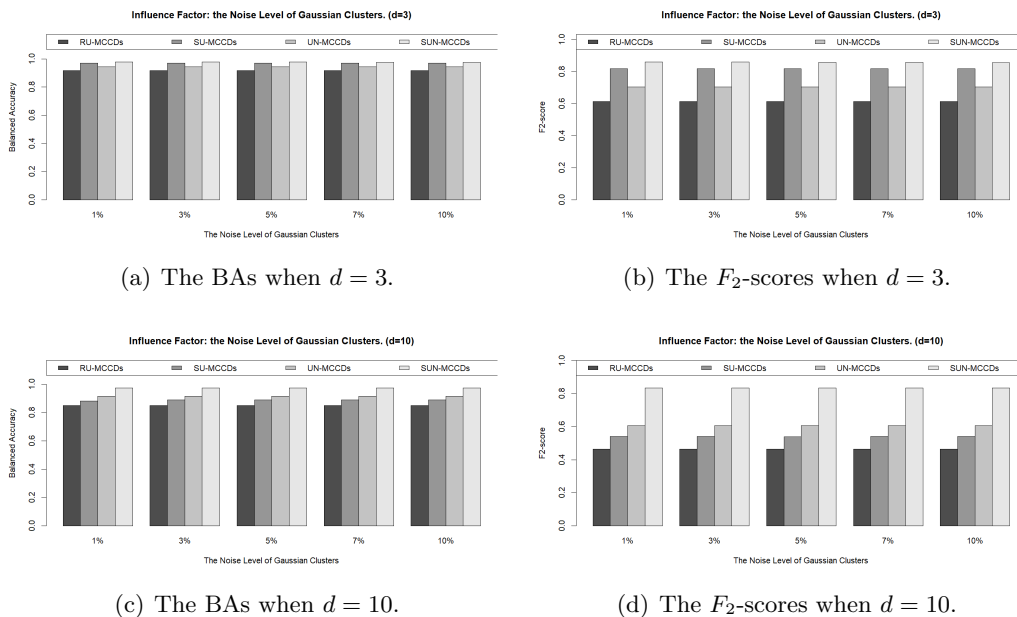 Influence Factor: the Noise Level of Gaussian Clusters. (d=3)
RU-MCCDs SU-MCCDs UN-MCCDs SUN-MCCDs
Balanced Accuracy
1.0
0.8
0.6
0.4
0.2
0.0
1% 3% 5% 7% 10%
The Noise Level of Gaussian Clusters
(a) The BAs when d = 3.
Influence Factor: the Noise Level of Gaussian Clusters. (d=3)
RU-MCCDs SU-MCCDs UN-MCCDs SUN-MCCDs
F2-score
1.0
0.8
0.6
0.4
0.2
0.0
1% 3% 5% 7% 10%
The Noise Level of Gaussian Clusters
(b) The F₂-scores when d = 3.
Influence Factor: the Noise Level of Gaussian Clusters. (d=10)
RU-MCCDs SU-MCCDs UN-MCCDs SUN-MCCDs
Balanced Accuracy
1.0
0.8
0.6
0.4
0.2
0.0
1% 3% 5% 7% 10%
The Noise Level of Gaussian Clusters
(c) The BAs when d = 10.
Influence Factor: the Noise Level of Gaussian Clusters. (d=10)
RU-MCCDs SU-MCCDs UN-MCCDs SUN-MCCDs
F2-score
1.0
0.8
0.6
0.4
0.2
0.0
1% 3% 5% 7% 10%
The Noise Level of Gaussian Clusters
(d) The F₂-scores when d = 10.